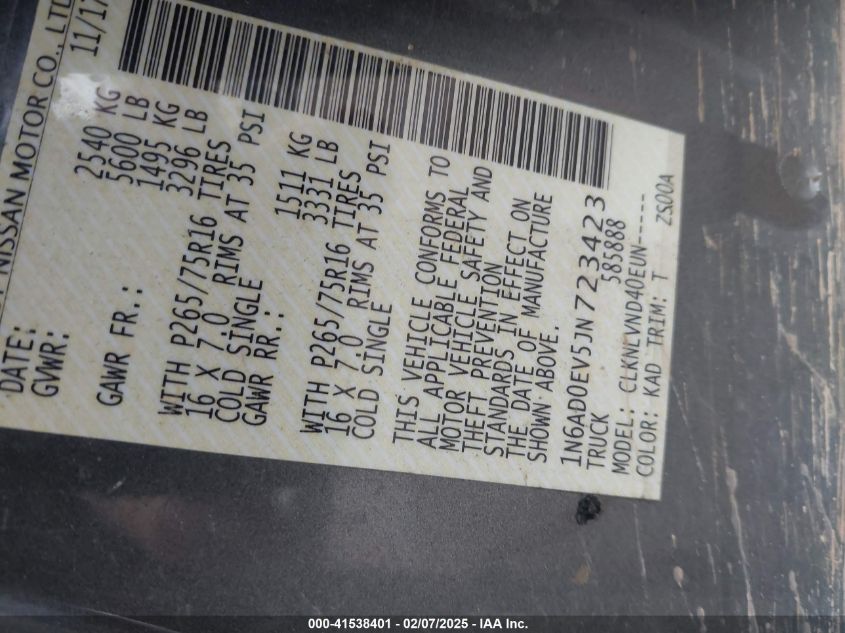 NISSAN MOTOR CO., LTD
DATE: 11/17
GVWR: 2540 KG
5600 LB
GAWR FR.: 1495 KG
3296 LB
WITH P265/75R16 TIRES
16 X 7.0 RIMS AT 35 PSI
COLD SINGLE
GAWR RR.: 1511 KG
3331 LB
WITH P265/75R16 TIRES
16 X 7.0 RIMS AT 35 PSI
COLD SINGLE
THIS VEHICLE CONFORMS TO
ALL APPLICABLE FEDERAL
MOTOR VEHICLE SAFETY AND
THEFT PREVENTION
STANDARDS IN EFFECT ON
THE DATE OF MANUFACTURE
SHOWN ABOVE.
1N6AD0EV5JN723423
TRUCK 585888
MODEL: CLKNLVND40EUN-----
COLOR: KAD TRIM: T ZS00A
000-41538401 - 02/07/2025 - IAA Inc.